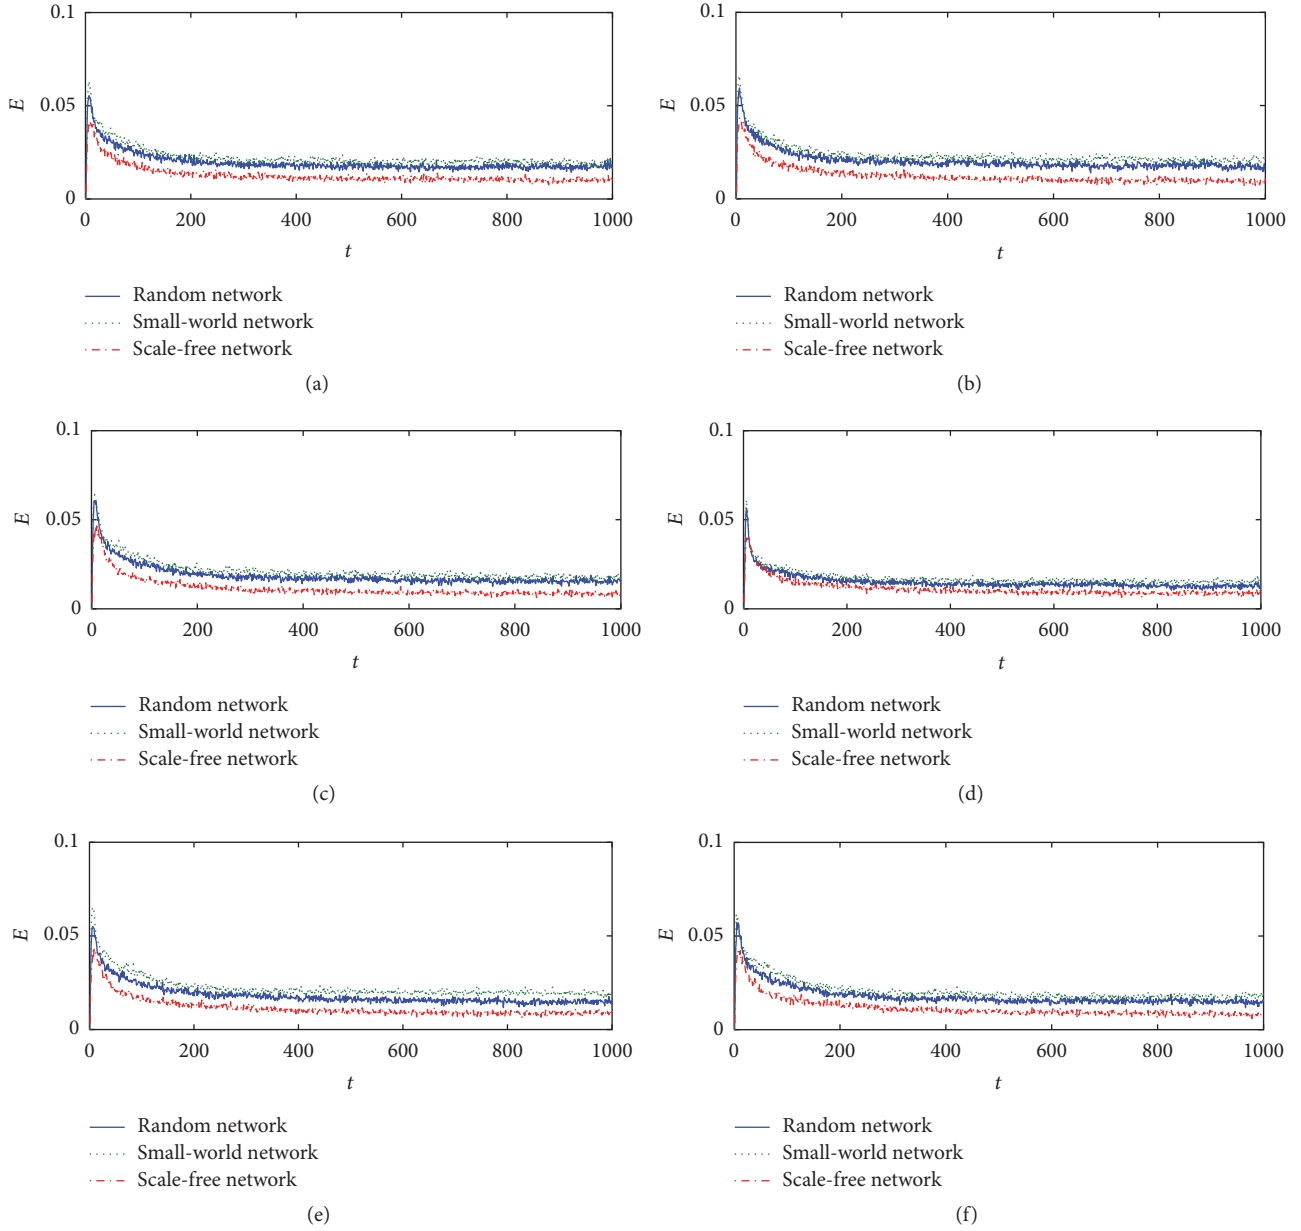 0.1
0.05
0
E
0 200 400 600 800 1000
t
Random network
Small-world network
Scale-free network
(a)
0.1
0.05
0
E
0 200 400 600 800 1000
t
Random network
Small-world network
Scale-free network
(b)
0.1
0.05
0
E
0 200 400 600 800 1000
t
Random network
Small-world network
Scale-free network
(c)
0.1
0.05
0
E
0 200 400 600 800 1000
t
Random network
Small-world network
Scale-free network
(d)
0.1
0.05
0
E
0 200 400 600 800 1000
t
Random network
Small-world network
Scale-free network
(e)
0.1
0.05
0
E
0 200 400 600 800 1000
t
Random network
Small-world network
Scale-free network
(f)